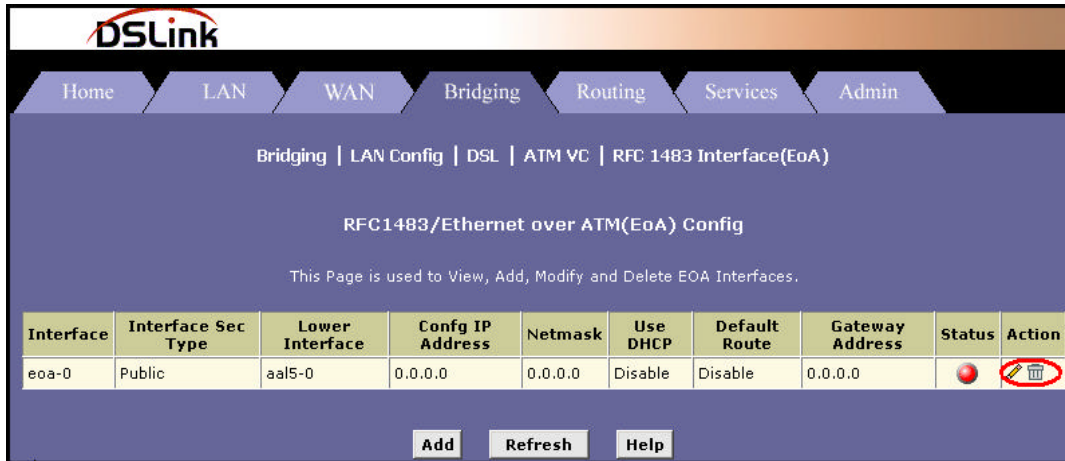 DSLink
Home LAN WAN Bridging Routing Services Admin
Bridging | LAN Config | DSL | ATM VC | RFC 1483 Interface(EoA)
RFC1483/Ethernet over ATM(EoA) Config
This Page is used to View, Add, Modify and Delete EOA Interfaces.
Interface Interface Sec Type Lower Interface Confg IP Address Netmask Use DHCP Default Route Gateway Address Status Action
eoa-0 Public aal5-0 0.0.0.0 0.0.0.0 Disable Disable 0.0.0.0
Add Refresh Help